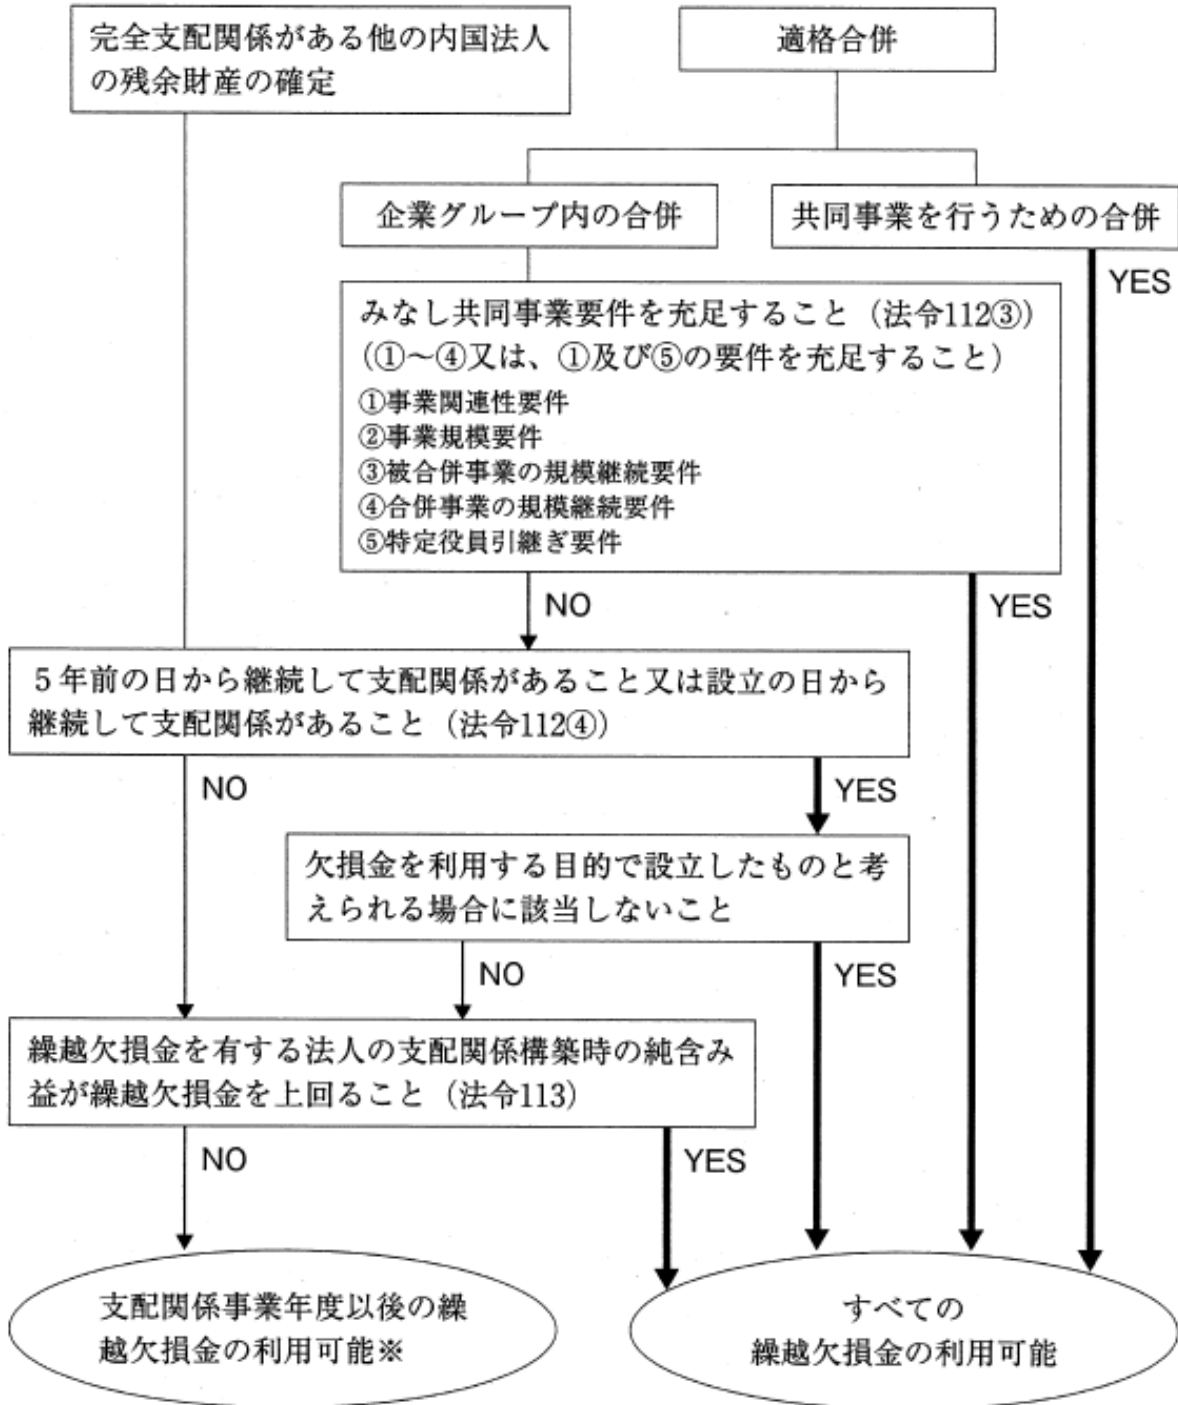 完全支配関係がある他の内国法人
の残余財産の確定
適格合併
企業グループ内の合併
共同事業を行うための合併
YES
みなし共同事業要件を充足すること（法令112③）
（①～④又は、①及び⑤の要件を充足すること）
①事業関連性要件
②事業規模要件
③被合併事業の規模継続要件
④合併事業の規模継続要件
⑤特定役員引継ぎ要件
NO
YES
５年前の日から継続して支配関係があること又は設立の日から
継続して支配関係があること（法令112④）
NO
YES
欠損金を利用する目的で設立したものと考
えられる場合に該当しないこと
NO
YES
繰越欠損金を有する法人の支配関係構築時の純含み
益が繰越欠損金を上回ること（法令113）
NO
YES
支配関係事業年度以後の繰
越欠損金の利用可能※
すべての
繰越欠損金の利用可能